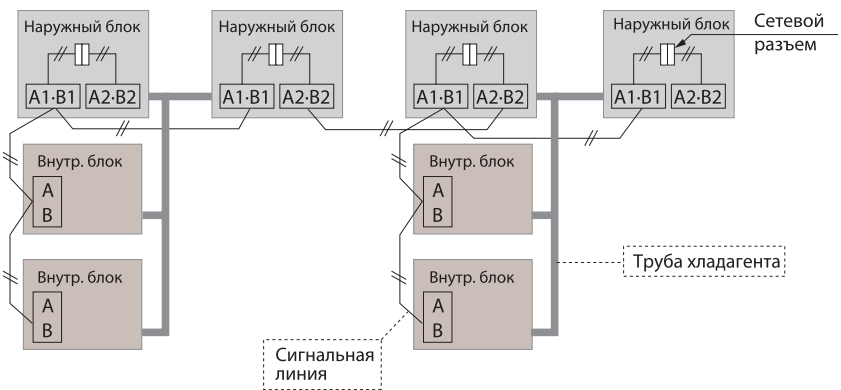 Наружный блок
A1·B1
A2·B2
Наружный блок
A1·B1
A2·B2
Наружный блок
A1·B1
A2·B2
Наружный блок
A1·B1
A2·B2
Сетевой
разъем
Внутр. блок
A
B
Внутр. блок
A
B
Внутр. блок
A
B
Внутр. блок
A
B
Труба хладагента
Сигнальная
линия